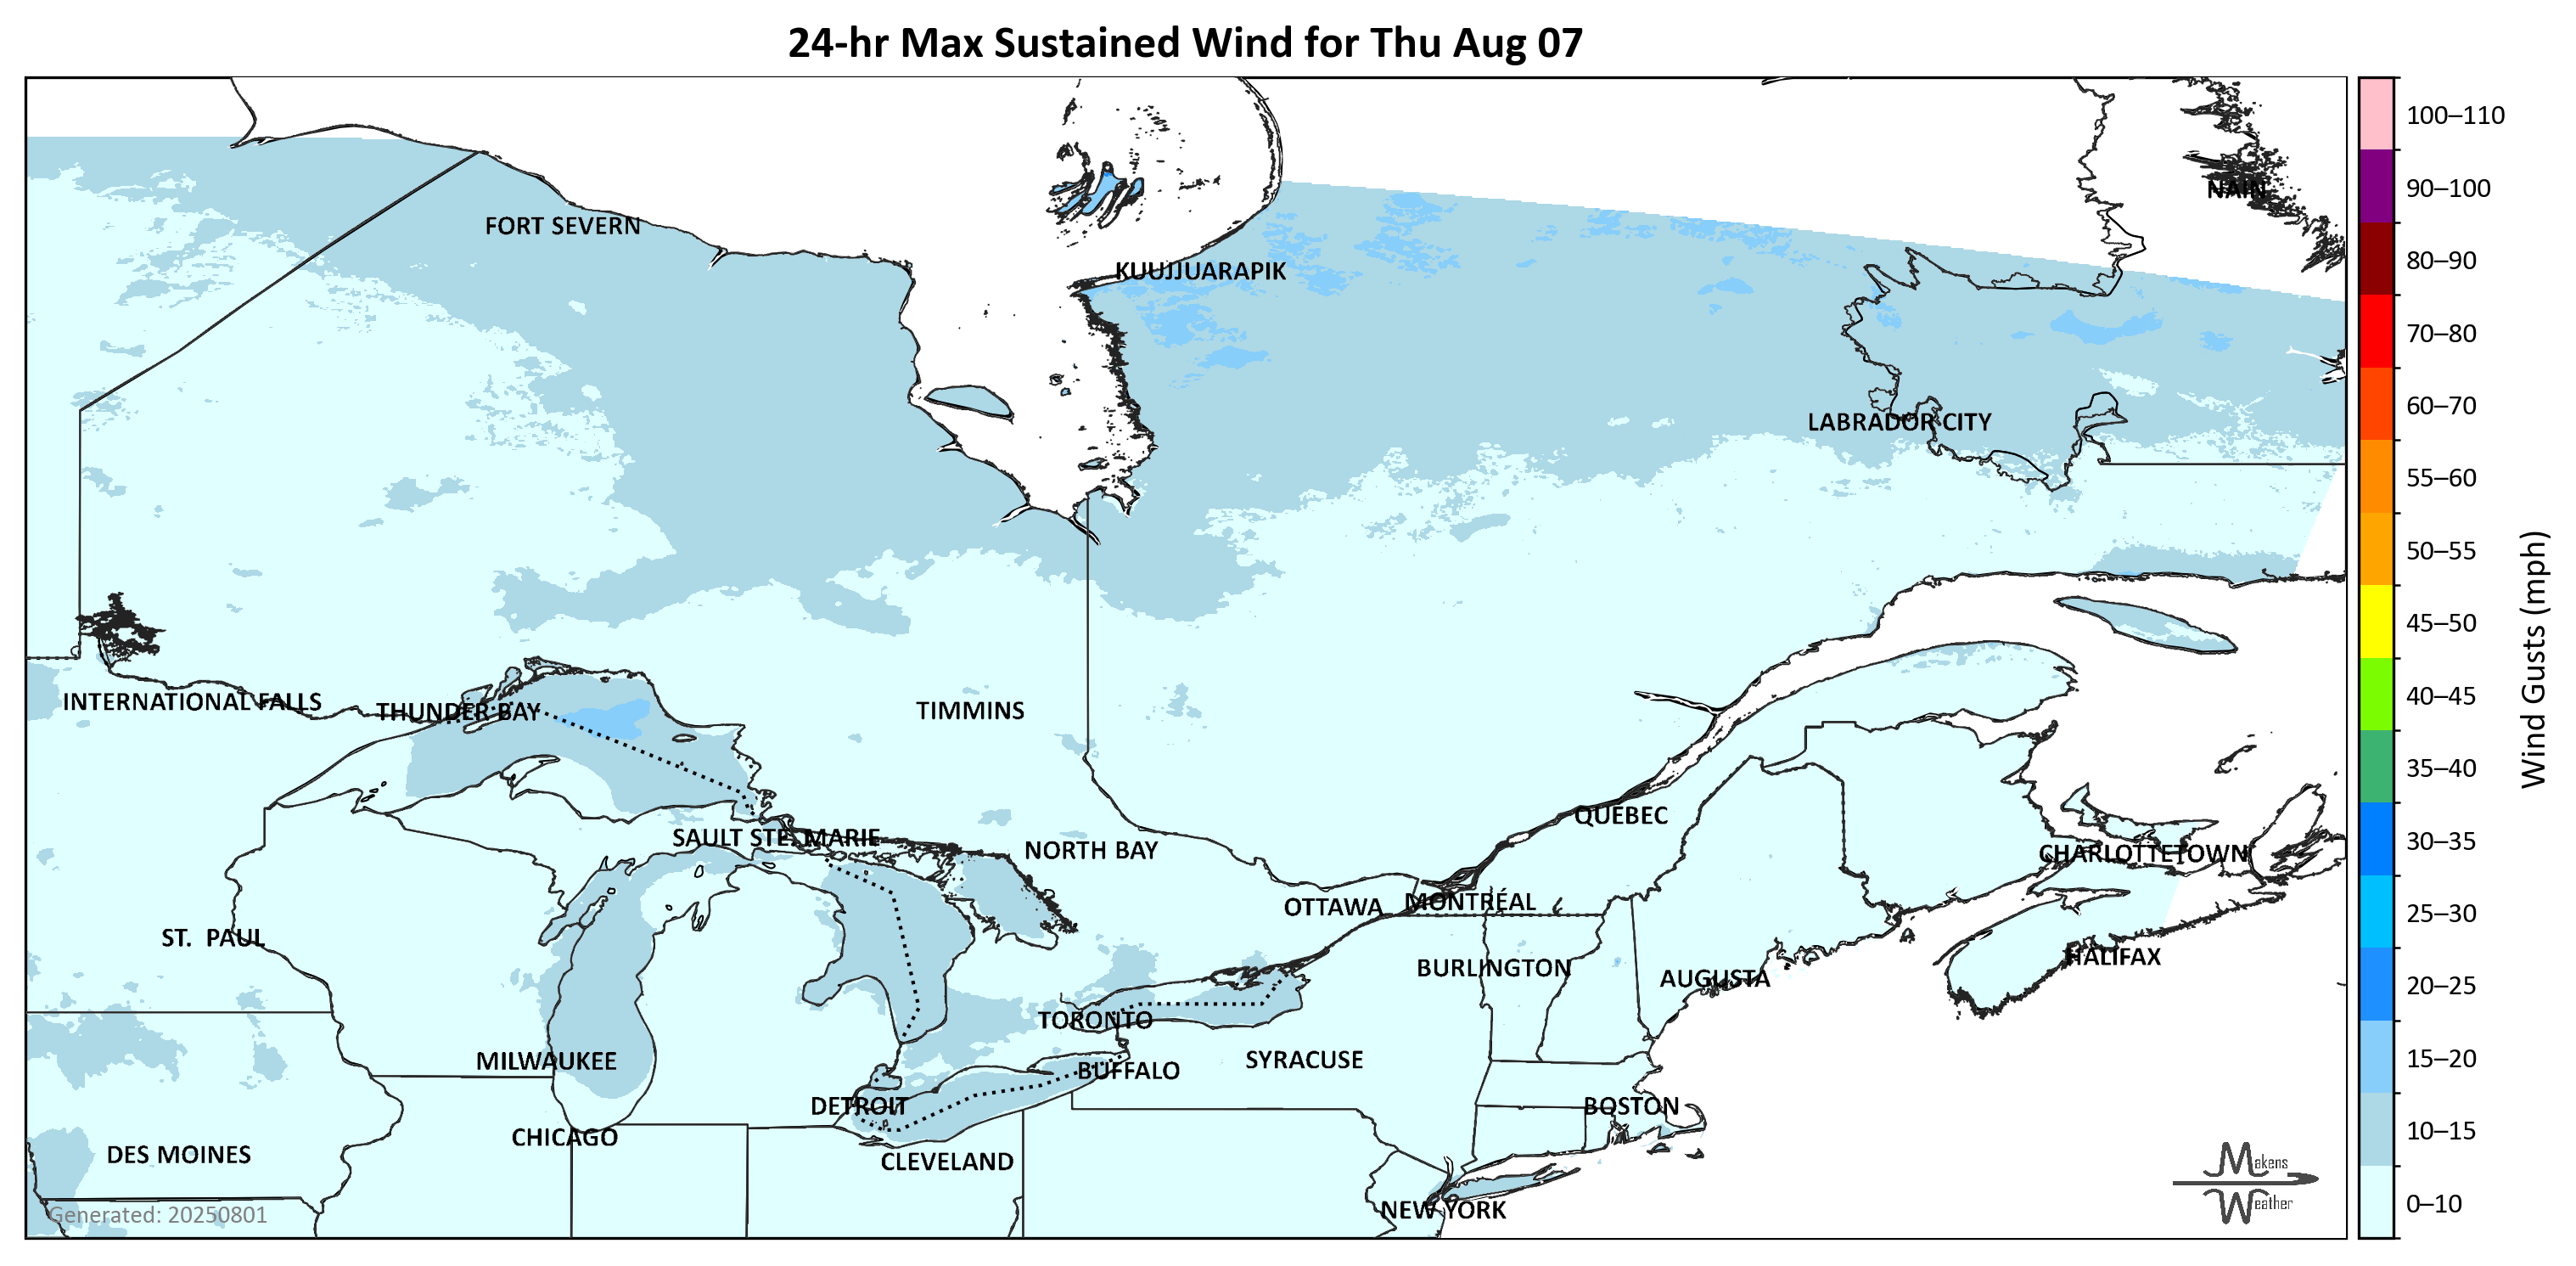 24-hr Max Sustained Wind for Thu Aug 07
100–110
90–100
80–90
70–80
60–70
55–60
50–55
45–50
40–45
35–40
30–35
25–30
20–25
15–20
10–15
0–10
Wind Gusts (mph)
NAIN
FORT SEVERN
KUUJJUARAPIK
LABRADOR CITY
INTERNATIONAL FALLS
THUNDER BAY
TIMMINS
QUÉBEC
SAULT STE. MARIE
NORTH BAY
CHARLOTTETOWN
OTTAWA
MONTRÉAL
ST. PAUL
HALIFAX
BURLINGTON
AUGUSTA
TORONTO
MILWAUKEE
SYRACUSE
BUFFALO
DETROIT
BOSTON
CHICAGO
DES MOINES
CLEVELAND
NEW YORK
Makens
Weather
Generated: 20250801